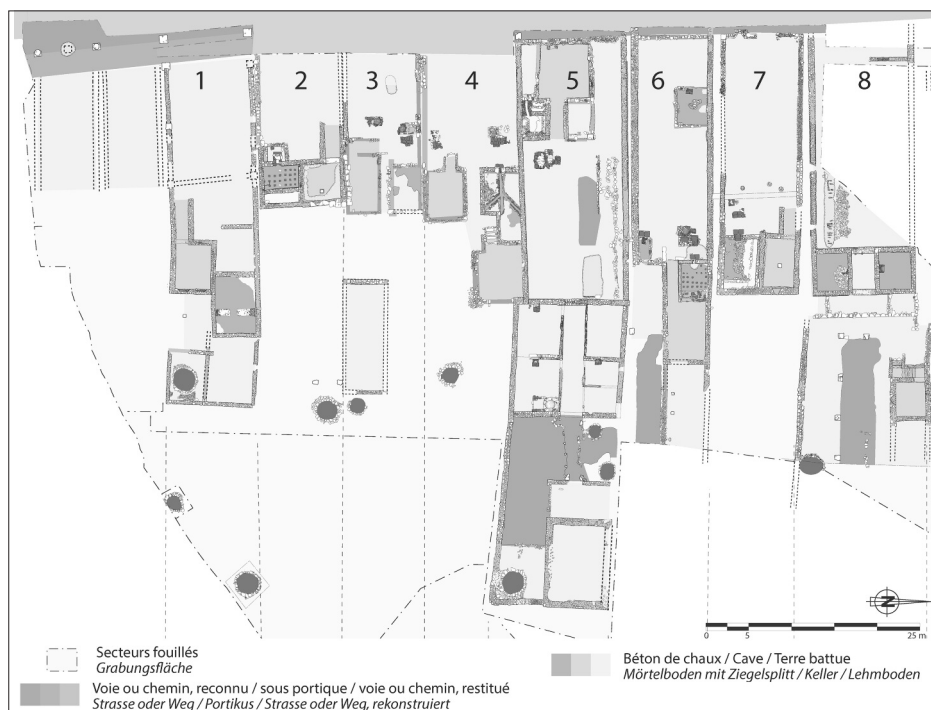 1 2 3 4 5 6 7 8
N
0 5 25 m
Secteurs fouillés
Grabungsfläche
Voie ou chemin, reconnu / sous portique / voie ou chemin, restitué
Strasse oder Weg / Portikus / Strasse oder Weg, rekonstruiert
Béton de chaux / Cave / Terre battue
Mörtelboden mit Ziegelsplitt / Keller / Lehmboden